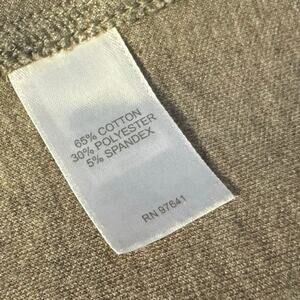 65% COTTON
30% POLYESTER
5% SPANDEX
RN 97641